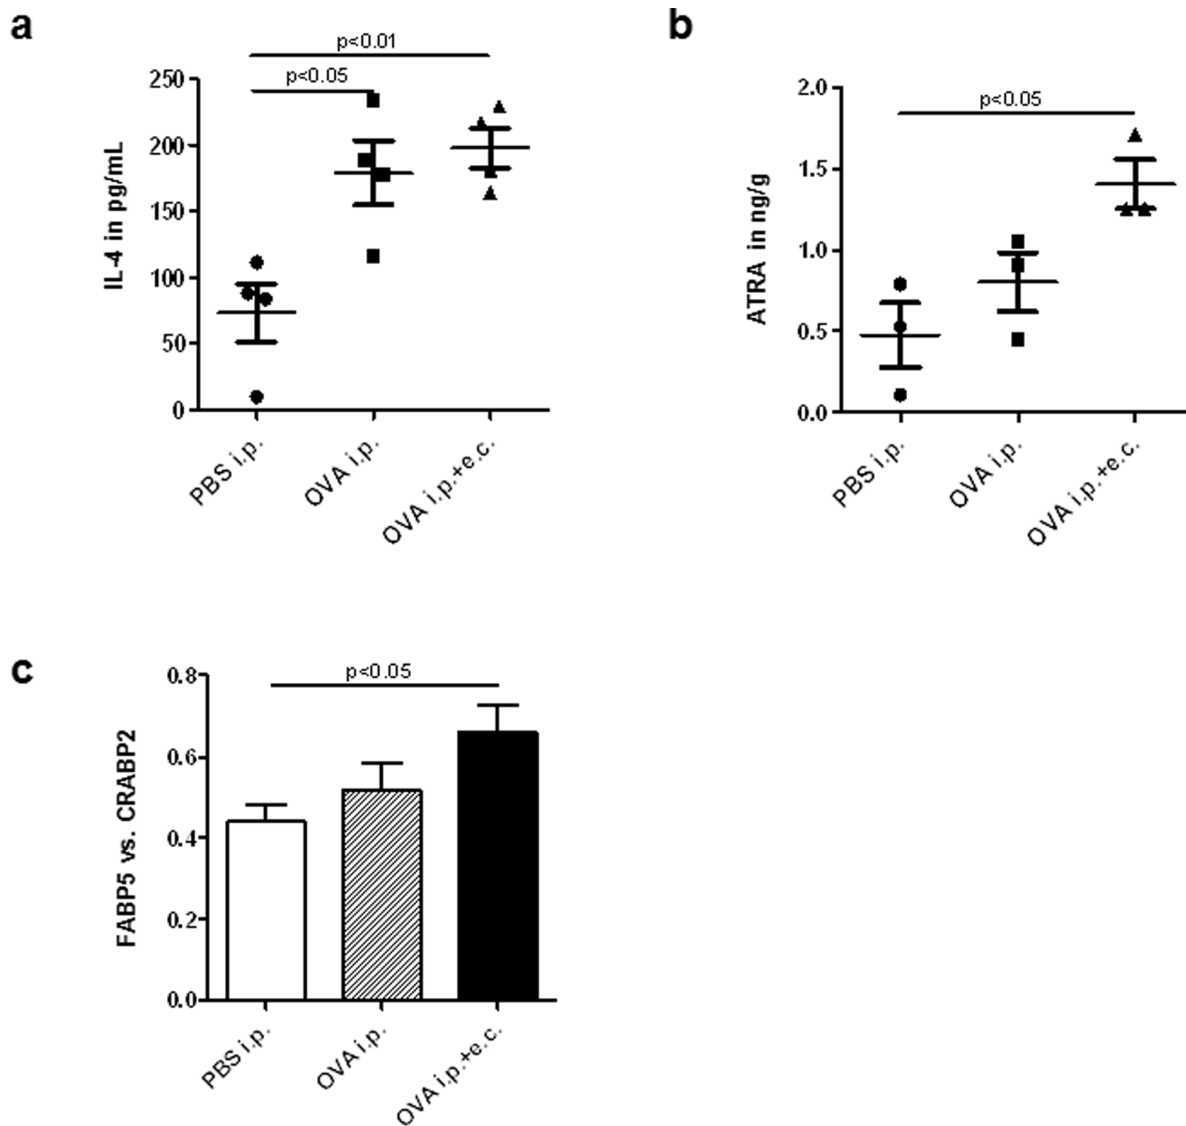 a
p<0.01
p<0.05
250
200
150
100
50
0
IL-4 in pg/mL
PBS i.p.
OVA i.p.
OVA i.p.+e.c.
b
p<0.05
2.0
1.5
1.0
0.5
0.0
ATRA in ng/g
PBS i.p.
OVA i.p.
OVA i.p.+e.c.
c
p<0.05
0.8
0.6
0.4
0.2
0.0
FABP5 vs. CRABP2
PBS i.p.
OVA i.p.
OVA i.p.+e.c.